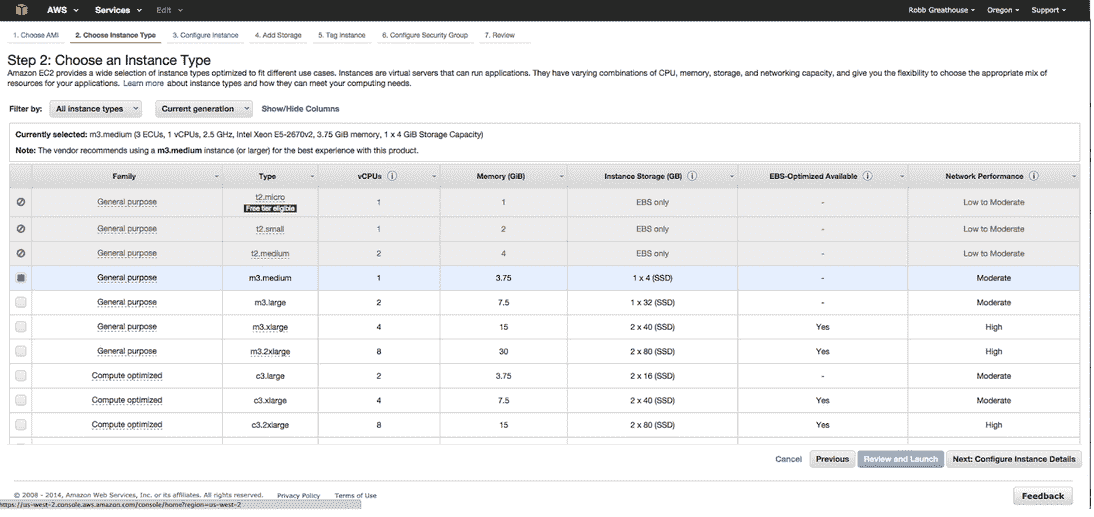 AWS Services Edit Robb Greathouse Oregon Support
1. Choose AMI 2. Choose Instance Type 3. Configure Instance 4. Add Storage 5. Tag Instance 6. Configure Security Group 7. Review
Step 2: Choose an Instance Type
Amazon EC2 provides a wide selection of instance types optimized to fit different use cases. Instances are virtual servers that can run applications. They have varying combinations of CPU, memory, storage, and networking capacity, and give you the flexibility to choose the appropriate mix of
resources for your applications. Learn more about instance types and how they can meet your computing needs.
Filter by: All instance types Current generation Show/Hide Columns
Currently selected: m3.medium (3 ECUs, 1 vCPUs, 2.5 GHz, Intel Xeon E5-2670v2, 3.75 GiB memory, 1 x 4 GiB Storage Capacity)
Note: The vendor recommends using a m3.medium instance (or larger) for the best experience with this product.
Family Type vCPUs Memory (GiB) Instance Storage (GB) EBS-Optimized Available Network Performance
General purpose t2.micro 1 1 EBS only - Low to Moderate
Free tier eligible
General purpose t2.small 1 2 EBS only - Low to Moderate
General purpose t2.medium 2 4 EBS only - Low to Moderate
General purpose m3.medium 1 3.75 1 x 4 (SSD) - Moderate
General purpose m3.large 2 7.5 1 x 32 (SSD) - Moderate
General purpose m3.xlarge 4 15 2 x 40 (SSD) Yes High
General purpose m3.2xlarge 8 30 2 x 80 (SSD) Yes High
Compute optimized c3.large 2 3.75 2 x 16 (SSD) - Moderate
Compute optimized c3.xlarge 4 7.5 2 x 40 (SSD) Yes Moderate
Compute optimized c3.2xlarge 8 15 2 x 80 (SSD) Yes High
Cancel Previous Review and Launch Next: Configure Instance Details
© 2008 - 2014, Amazon Web Services, Inc. or its affiliates. All rights reserved. Privacy Policy Terms of Use Feedback
https://us-west-2.console.aws.amazon.com/console/home?region=us-west-2